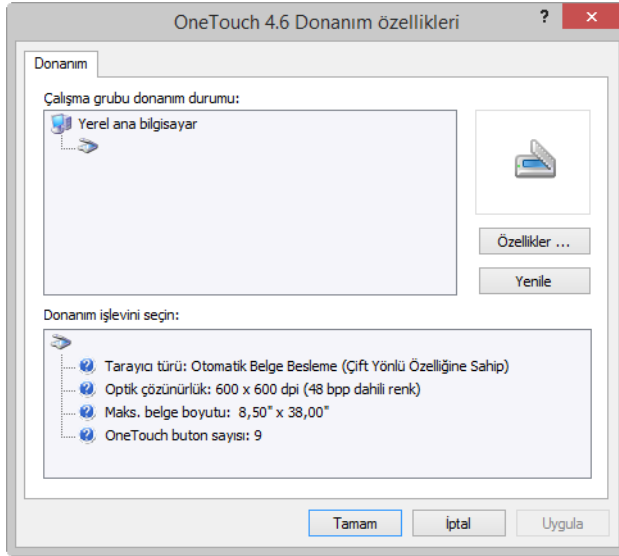 OneTouch 4.6 Donanım özellikleri
Donanım
Çalışma grubu donanım durumu:
Yerel ana bilgisayar
Özellikler ...
Yenile
Donanım işlevini seçin:
Tarayıcı türü: Otomatik Belge Besleme (Çift Yönlü Özelliğine Sahip)
Optik çözünürlük: 600 x 600 dpi (48 bpp dahili renk)
Maks. belge boyutu: 8,50" x 38,00"
OneTouch buton sayısı: 9
Tamam İptal Uygula